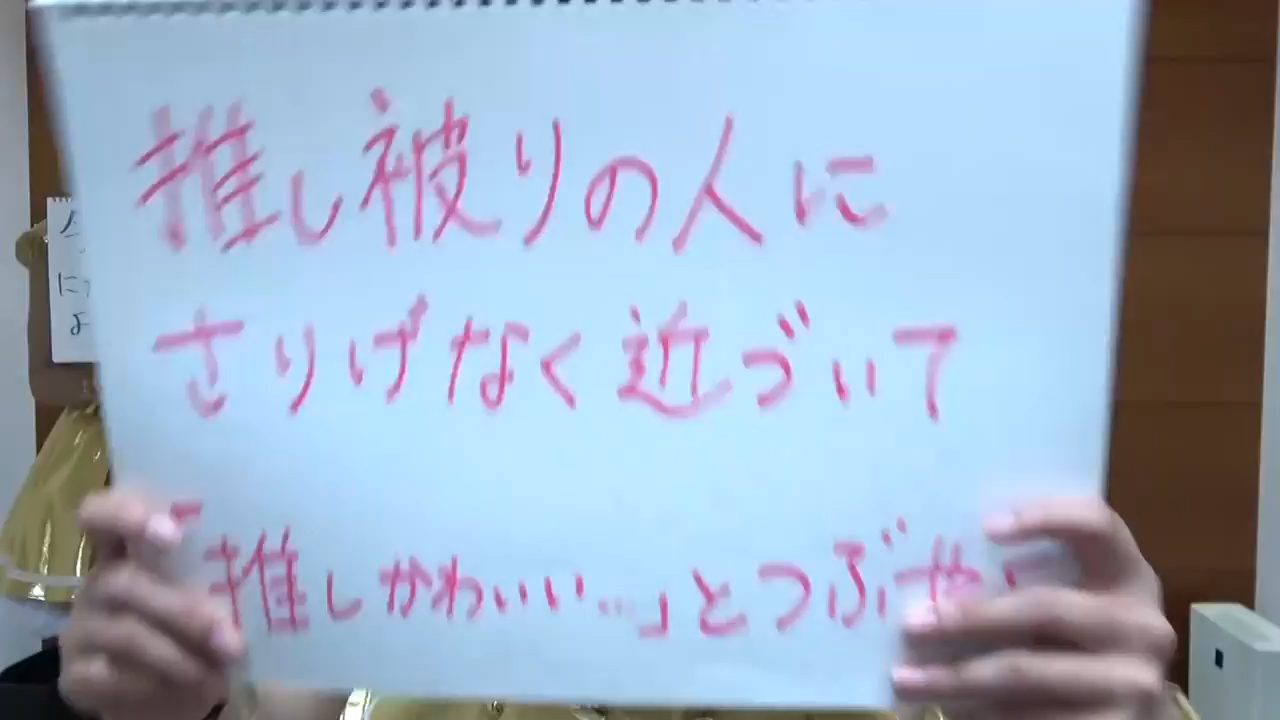 推し被りの人に
さりげなく近づいて
「推しかわいい…」とつぶや